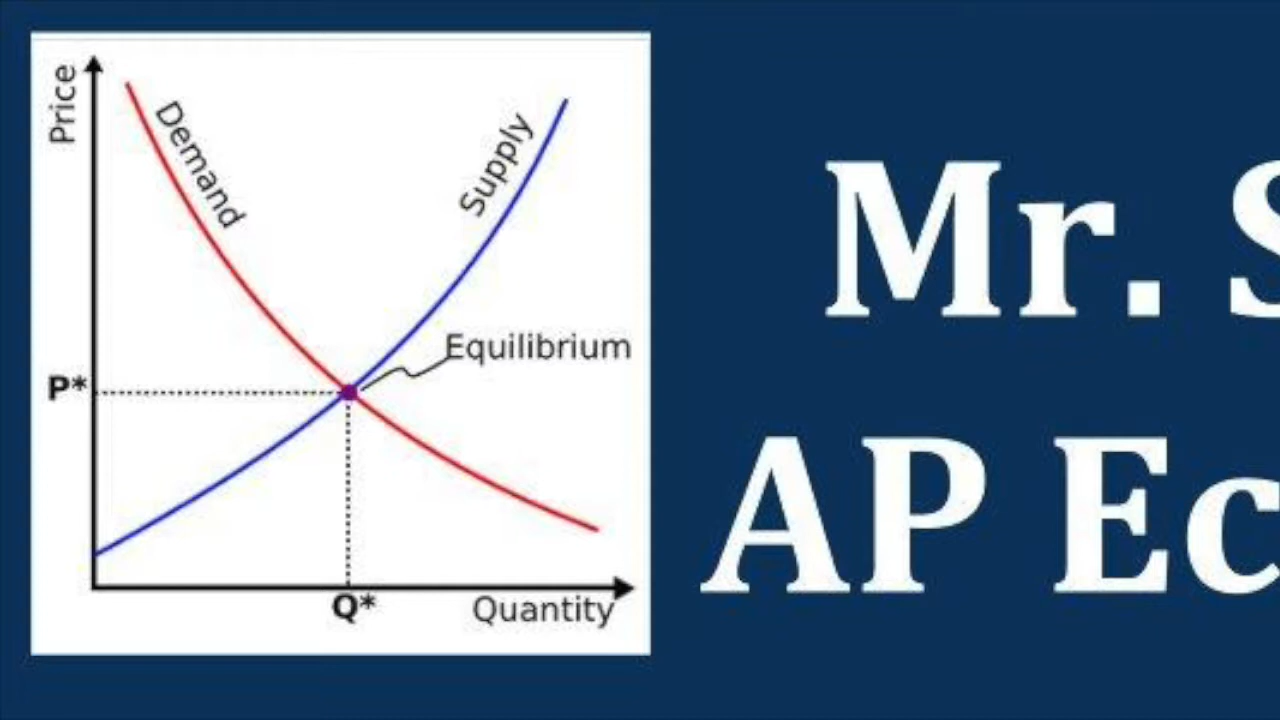 Price
Demand
Supply
Equilibrium
P*
Q*
Quantity
Mr. S
AP Ec